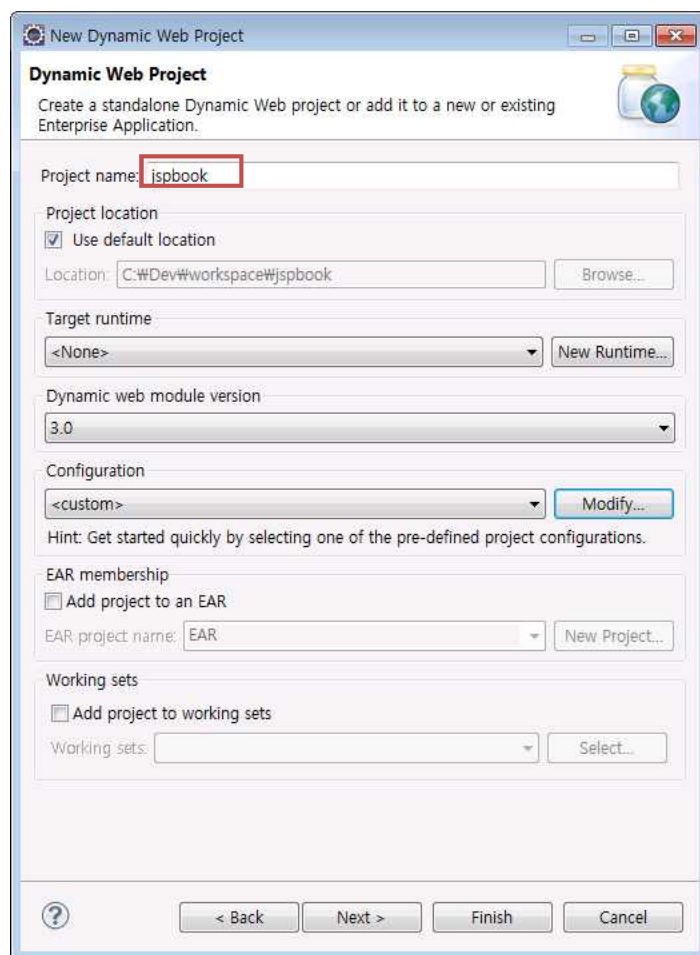 New Dynamic Web Project
Dynamic Web Project
Create a standalone Dynamic Web project or add it to a new or existing
Enterprise Application.
Project name: jspbook
Project location
Use default location
Location: C:₩Dev₩workspace₩jspbook Browse...
Target runtime
<None> New Runtime...
Dynamic web module version
3.0
Configuration
<custom> Modify...
Hint: Get started quickly by selecting one of the pre-defined project configurations.
EAR membership
Add project to an EAR
EAR project name: EAR New Project...
Working sets
Add project to working sets
Working sets: Select...
? < Back Next > Finish Cancel